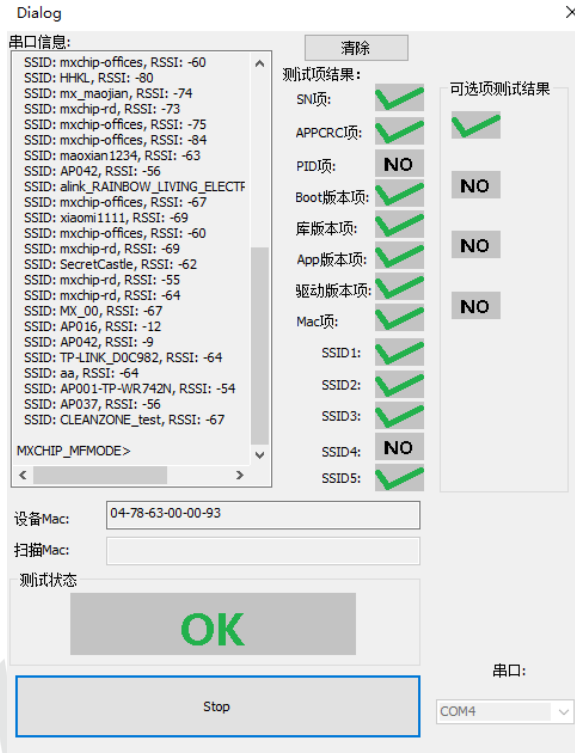 Dialog
串口信息:
SSID: mxchip-offices, RSSI: -60
SSID: HHKL, RSSI: -80
SSID: mx_maojian, RSSI: -74
SSID: mxchip-rd, RSSI: -73
SSID: mxchip-offices, RSSI: -75
SSID: mxchip-offices, RSSI: -84
SSID: maoxian1234, RSSI: -63
SSID: AP042, RSSI: -56
SSID: alink_RAINBOW_LIVING_ELECTF
SSID: mxchip-offices, RSSI: -67
SSID: xiaomi1111, RSSI: -69
SSID: mxchip-offices, RSSI: -60
SSID: mxchip-rd, RSSI: -69
SSID: SecretCastle, RSSI: -62
SSID: mxchip-rd, RSSI: -55
SSID: mxchip-rd, RSSI: -64
SSID: MX_00, RSSI: -67
SSID: AP016, RSSI: -12
SSID: AP042, RSSI: -9
SSID: TP-LINK_D0C982, RSSI: -64
SSID: aa, RSSI: -64
SSID: AP001-TP-WR742N, RSSI: -54
SSID: AP037, RSSI: -56
SSID: CLEANZONE_test, RSSI: -67
MXCHIP_MFMODE>
清除
测试项结果:
SN项:
APPCRC项:
PID项: NO
Boot版本项:
库版本项:
App版本项:
驱动版本项:
Mac项:
SSID1:
SSID2:
SSID3:
SSID4: NO
SSID5:
可选项测试结果
NO
NO
NO
设备Mac: 04-78-63-00-00-93
扫描Mac:
测试状态
OK
Stop
串口:
COM4